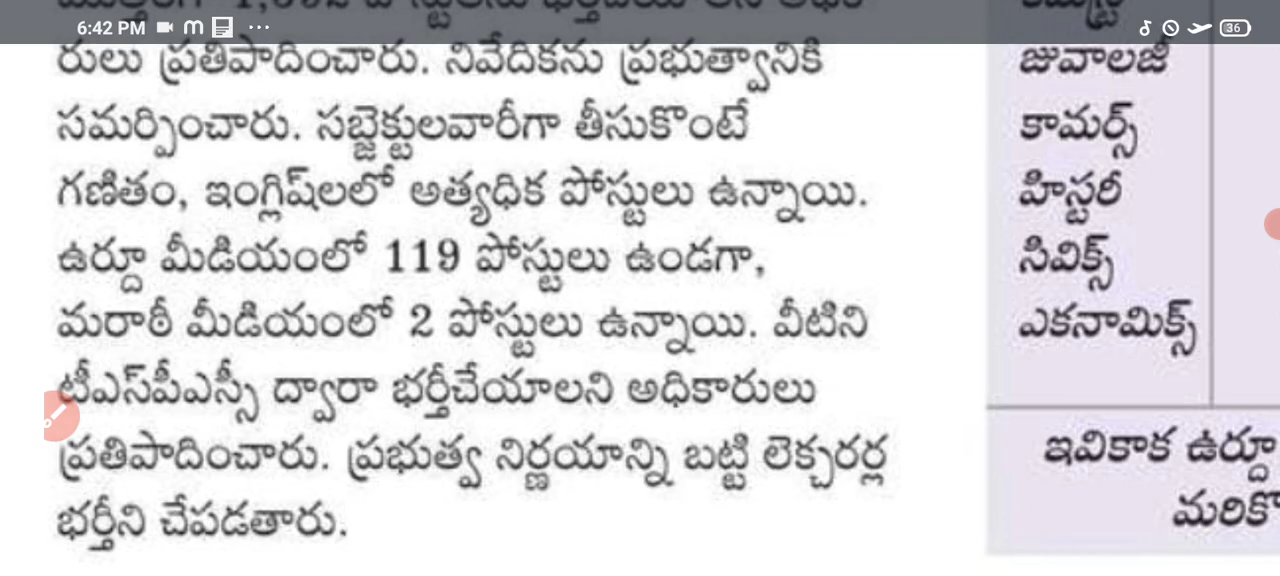 6:42 PM
36
రులు ప్రతిపాదించారు. నివేదికను ప్రభుత్వానికి
సమర్పించారు. సబ్జెక్టులవారీగా తీసుకొంటే
గణితం, ఇంగ్లిష్‌లలో అత్యధిక పోస్టులు ఉన్నాయి.
ఉర్దూ మీడియంలో 119 పోస్టులు ఉండగా,
మరాఠీ మీడియంలో 2 పోస్టులు ఉన్నాయి. వీటిని
టీఎస్‌పీఎస్సీ ద్వారా భర్తీచేయాలని అధికారులు
ప్రతిపాదించారు. ప్రభుత్వ నిర్ణయాన్ని బట్టి లెక్చరర్ల
భర్తీని చేపడతారు.
జువాలజీ
కామర్స్
హిస్టరీ
సివిక్స్
ఎకనామిక్స్
ఇవికాక ఉర్దూ